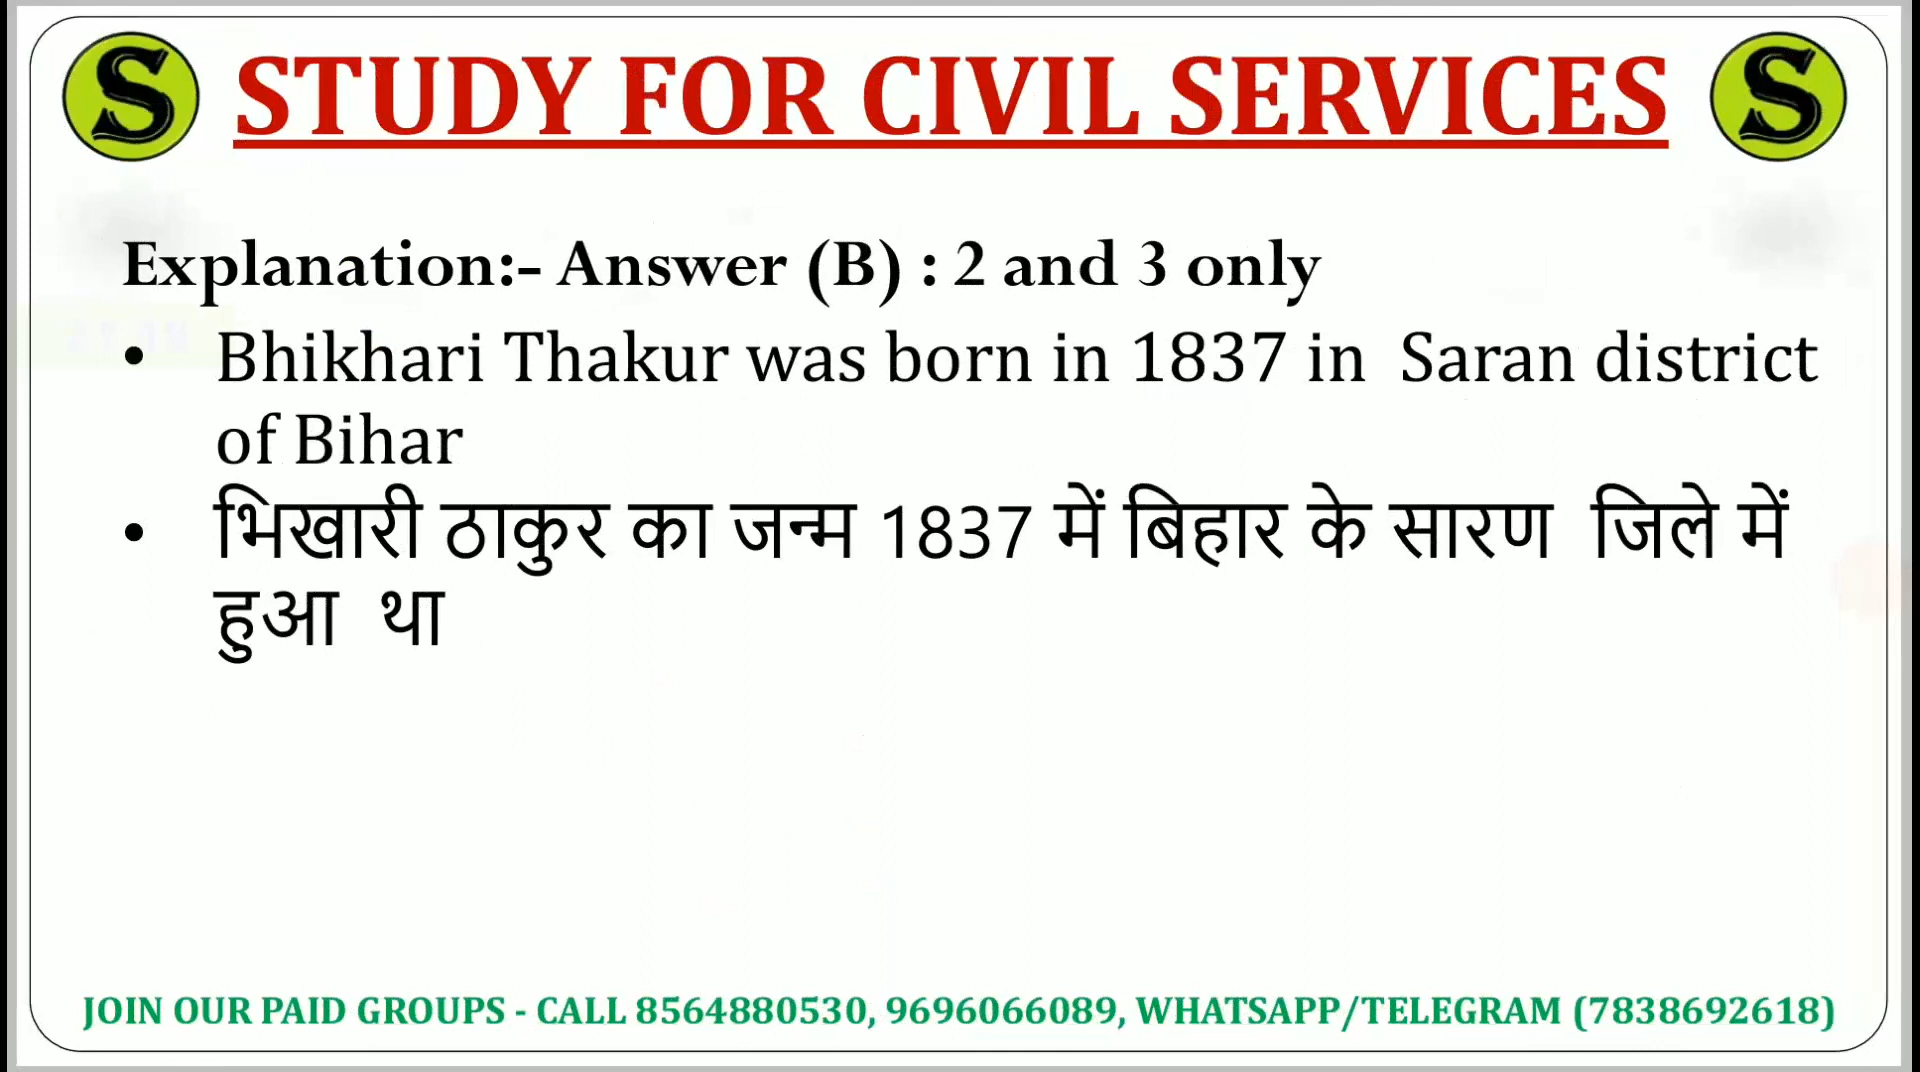 S STUDY FOR CIVIL SERVICES S
Explanation:- Answer (B) : 2 and 3 only
• Bhikhari Thakur was born in 1837 in Saran district
of Bihar
• भिखारी ठाकुर का जन्म 1837 में बिहार के सारण जिले में
हुआ था
JOIN OUR PAID GROUPS - CALL 8564880530, 9696066089, WHATSAPP/TELEGRAM (7838692618)